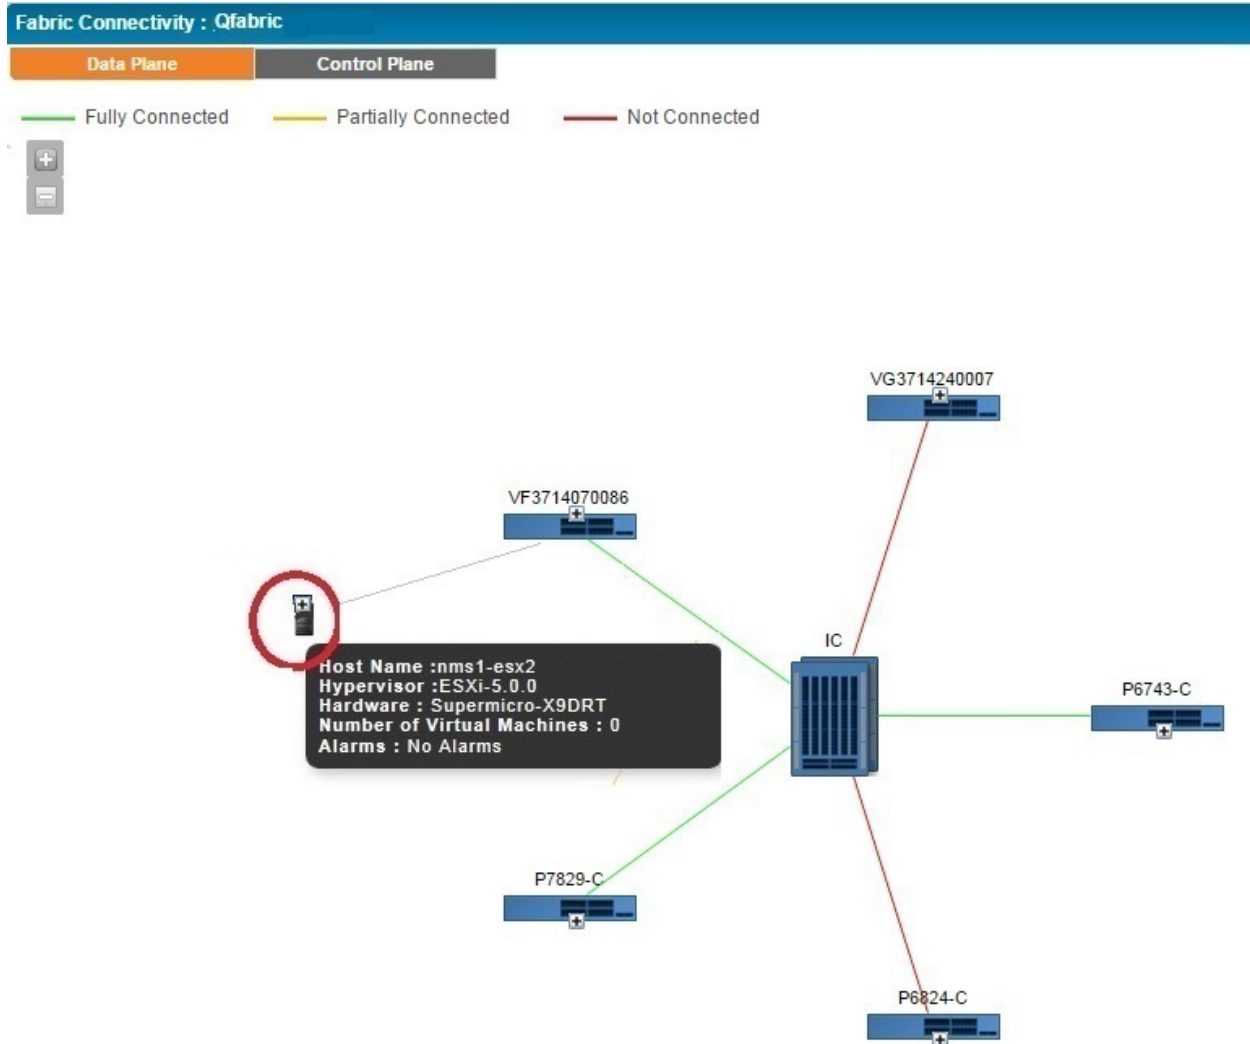 Fabric Connectivity : Qfabric
Data Plane
Control Plane
Fully Connected
Partially Connected
Not Connected
VG3714240007
VF3714070086
IC
Host Name :nms1-esx2
Hypervisor :ESXi-5.0.0
Hardware : Supermicro-X9DRT
Number of Virtual Machines : 0
Alarms : No Alarms
P6743-C
P7829-C
P6824-C